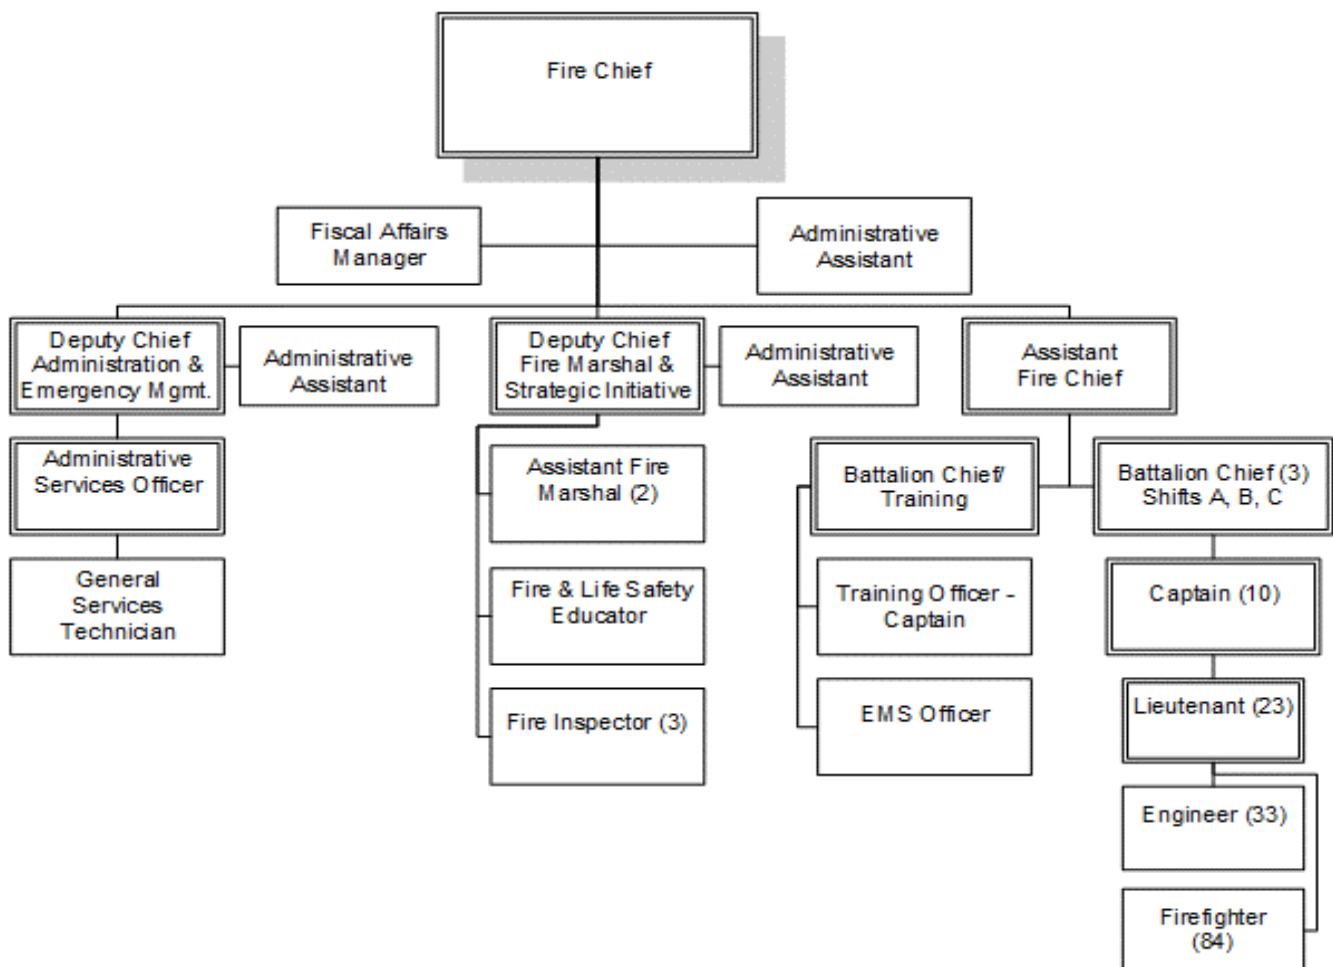 Fire Chief
Fiscal Affairs
Manager
Administrative
Assistant
Deputy Chief
Administration &
Emergency Mgmt.
Administrative
Assistant
Deputy Chief
Fire Marshal &
Strategic Initiative
Administrative
Assistant
Assistant
Fire Chief
Administrative
Services Officer
General
Services
Technician
Assistant Fire
Marshal (2)
Fire & Life Safety
Educator
Fire Inspector (3)
Battalion Chief/
Training
Training Officer –
Captain
EMS Officer
Battalion Chief (3)
Shifts A, B, C
Captain (10)
Lieutenant (23)
Engineer (33)
Firefighter
(84)